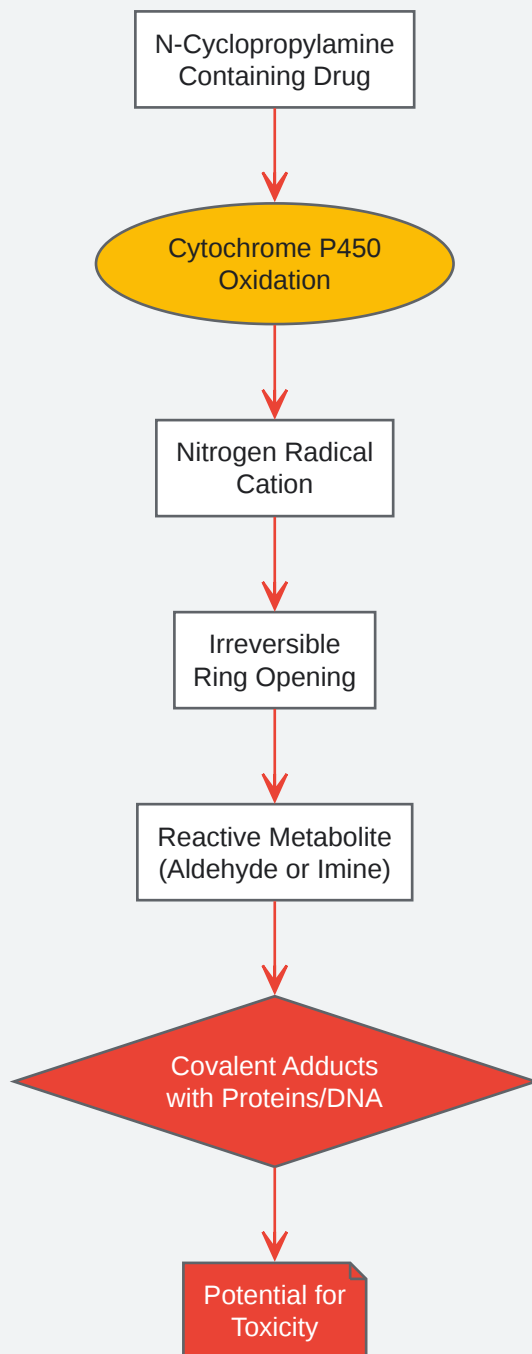 N-Cyclopropylamine
Containing Drug
Cytochrome P450
Oxidation
Nitrogen Radical
Cation
Irreversible
Ring Opening
Reactive Metabolite
(Aldehyde or Imine)
Covalent Adducts
with Proteins/DNA
Potential for
Toxicity